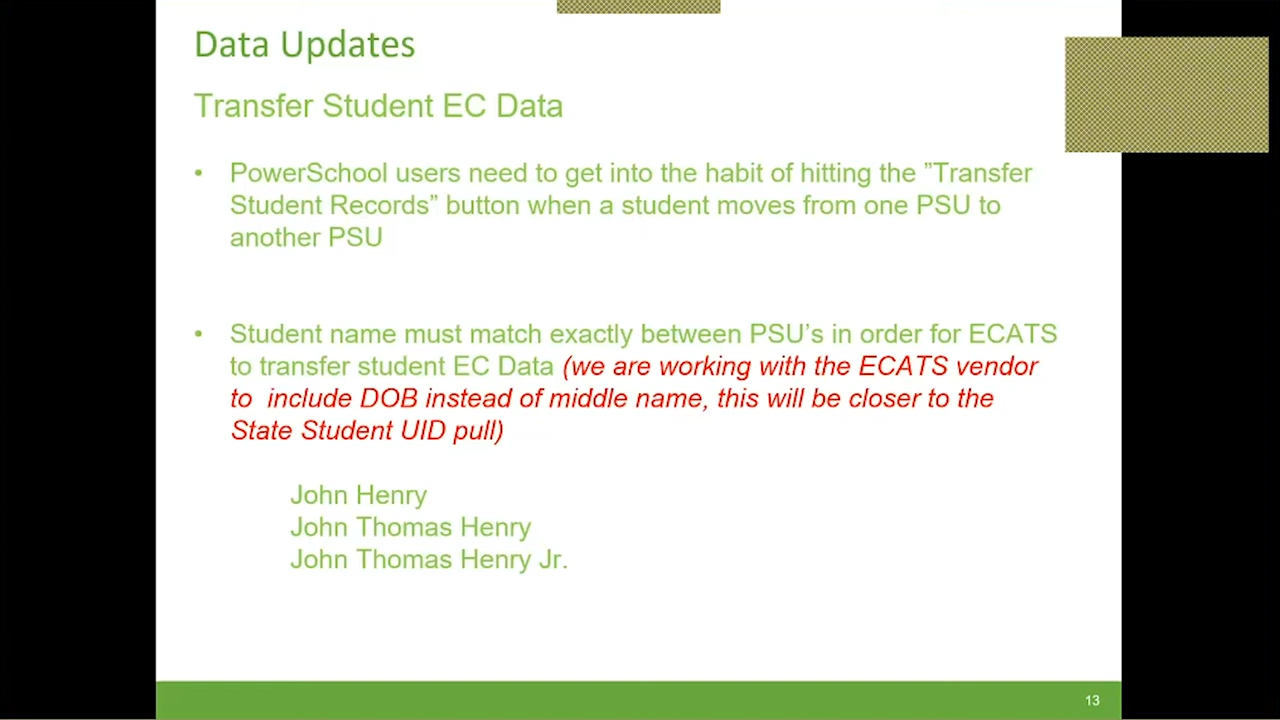 Data Updates
Transfer Student EC Data
• PowerSchool users need to get into the habit of hitting the ”Transfer
Student Records” button when a student moves from one PSU to
another PSU
• Student name must match exactly between PSU’s in order for ECATS
to transfer student EC Data (we are working with the ECATS vendor
to  include DOB instead of middle name, this will be closer to the
State Student UID pull)
John Henry
John Thomas Henry
John Thomas Henry Jr.
13